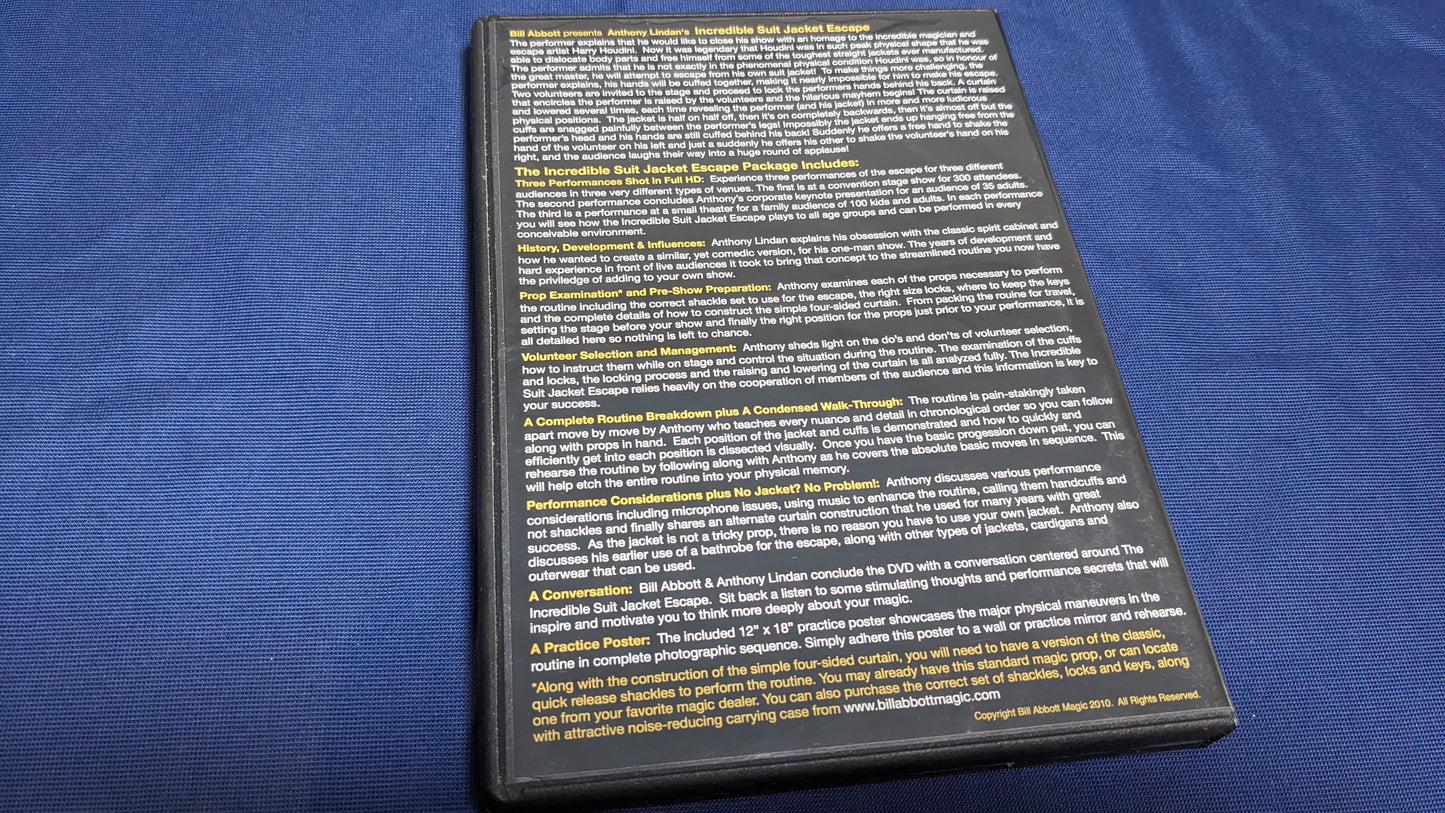 Bill Abbott presents Anthony Lindan's Incredible Suit Jacket Escape
The performer explains that he would like to close his show with an homage to the incredible magician and
escape artist Harry Houdini. Now it was legendary that Houdini was in such peak physical shape that he was
able to dislocate body parts and free himself from some of the toughest straight jackets ever manufactured.
The performer admits that he is not exactly in the phenomenal physical condition Houdini was, so in honour of
the great master, he will attempt to escape from his own suit jacket! To make things more challenging, the
performer explains, his hands will be cuffed together, making it nearly impossible for him to make his escape.
Two volunteers are invited to the stage and proceed to lock the performers hands behind his back. A curtain
that encircles the performer is raised by the volunteers and the hilarious mayhem begins! The curtain is raised
and lowered several times, each time revealing the performer (and his jacket) in more and more ludicrous
physical positions. The jacket is half on half off, then it's on completely backwards, then it's almost off but the
cuffs are snagged painfully between the performer's legs! Impossibly the jacket ends up hanging free from the
performer's head and his hands are still cuffed behind his back! Suddenly he offers a free hand to shake the
hand of the volunteer on his left and just a suddenly he offers his other to shake the volunteer's hand on his
right, and the audience laughs their way into a huge round of applause!
The Incredible Suit Jacket Escape Package Includes:
Three Performances Shot in Full HD: Experience three performances of the escape for three different
audiences in three very different types of venues. The first is at a convention stage show for 300 attendees.
The second performance concludes Anthony's corporate keynote presentation for an audience of 35 adults.
The third is a performance at a small theater for a family audience of 100 kids and adults. In each performance
you will see how the Incredible Suit Jacket Escape plays to all age groups and can be performed in every
conceivable environment.
History, Development & Influences: Anthony Lindan explains his obsession with the classic spirit cabinet and
how he wanted to create a similar, yet comedic version, for his one-man show. The years of development and
hard experience in front of live audiences it took to bring that concept to the streamlined routine you now have
the priviledge of adding to your own show.
Prop Examination* and Pre-Show Preparation: Anthony examines each of the props necessary to perform
the routine including the correct shackle set to use for the escape, the right size locks, where to keep the keys
and the complete details of how to construct the simple four-sided curtain. From packing the rouine for travel,
setting the stage before your show and finally the right position for the props just prior to your performance, it is
all detailed here so nothing is left to chance.
Volunteer Selection and Management: Anthony sheds light on the do's and don'ts of volunteer selection,
how to instruct them while on stage and control the situation during the routine. The examination of the cuffs
and locks, the locking process and the raising and lowering of the curtain is all analyzed fully. The Incredible
Suit Jacket Escape relies heavily on the cooperation of members of the audience and this information is key to
your success.
A Complete Routine Breakdown plus A Condensed Walk-Through: The routine is pain-stakingly taken
apart move by move by Anthony who teaches every nuance and detail in chronological order so you can follow
along with props in hand. Each position of the jacket and cuffs is demonstrated and how to quickly and
efficiently get into each position is dissected visually. Once you have the basic progession down pat, you can
rehearse the routine by following along with Anthony as he covers the absolute basic moves in sequence. This
will help etch the entire routine into your physical memory.
Performance Considerations plus No Jacket? No Problem!: Anthony discusses various performance
considerations including microphone issues, using music to enhance the routine, calling them handcuffs and
not shackles and finally shares an alternate curtain construction that he used for many years with great
success. As the jacket is not a tricky prop, there is no reason you have to use your own jacket. Anthony also
discusses his earlier use of a bathrobe for the escape, along with other types of jackets, cardigans and
outerwear that can be used.
A Conversation: Bill Abbott & Anthony Lindan conclude the DVD with a conversation centered around The
Incredible Suit Jacket Escape. Sit back a listen to some stimulating thoughts and performance secrets that will
inspire and motivate you to think more deeply about your magic.
A Practice Poster: The included 12" x 18" practice poster showcases the major physical maneuvers in the
routine in complete photographic sequence. Simply adhere this poster to a wall or practice mirror and rehearse.
*Along with the construction of the simple four-sided curtain, you will need to have a version of the classic,
quick release shackles to perform the routine. You may already have this standard magic prop, or can locate
one from your favorite magic dealer. You can also purchase the correct set of shackles, locks and keys, along
with attractive noise-reducing carrying case from www.billabbottmagic.com
Copyright Bill Abbott Magic 2010. All Rights Reserved.